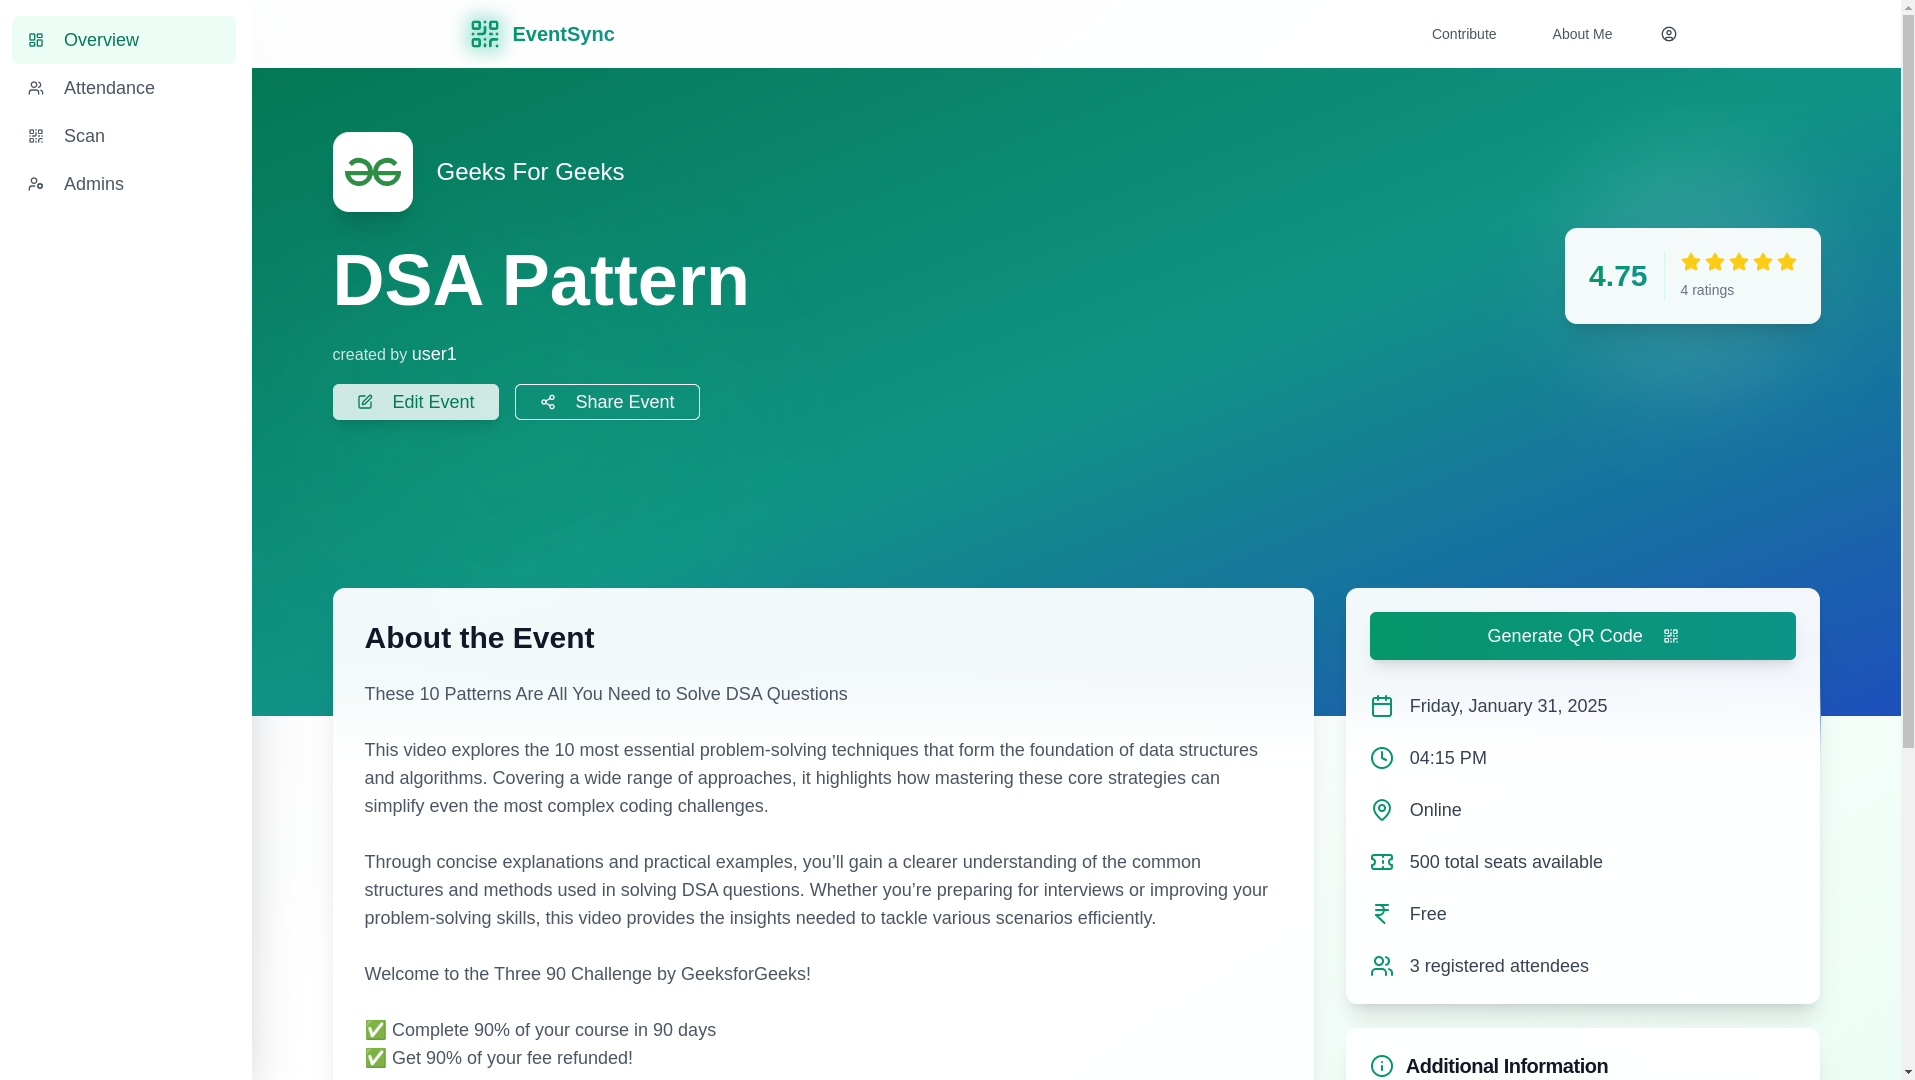 Overview
Attendance
Scan
Admins
EventSync
Contribute
About Me
Geeks For Geeks
DSA Pattern
created by user1
Edit Event
Share Event
4.75
4 ratings
About the Event
These 10 Patterns Are All You Need to Solve DSA Questions
This video explores the 10 most essential problem-solving techniques that form the foundation of data structures
and algorithms. Covering a wide range of approaches, it highlights how mastering these core strategies can
simplify even the most complex coding challenges.
Through concise explanations and practical examples, you’ll gain a clearer understanding of the common
structures and methods used in solving DSA questions. Whether you’re preparing for interviews or improving your
problem-solving skills, this video provides the insights needed to tackle various scenarios efficiently.
Welcome to the Three 90 Challenge by GeeksforGeeks!
✅ Complete 90% of your course in 90 days
✅ Get 90% of your fee refunded!
Generate QR Code
Friday, January 31, 2025
04:15 PM
Online
500 total seats available
Free
3 registered attendees
Additional Information